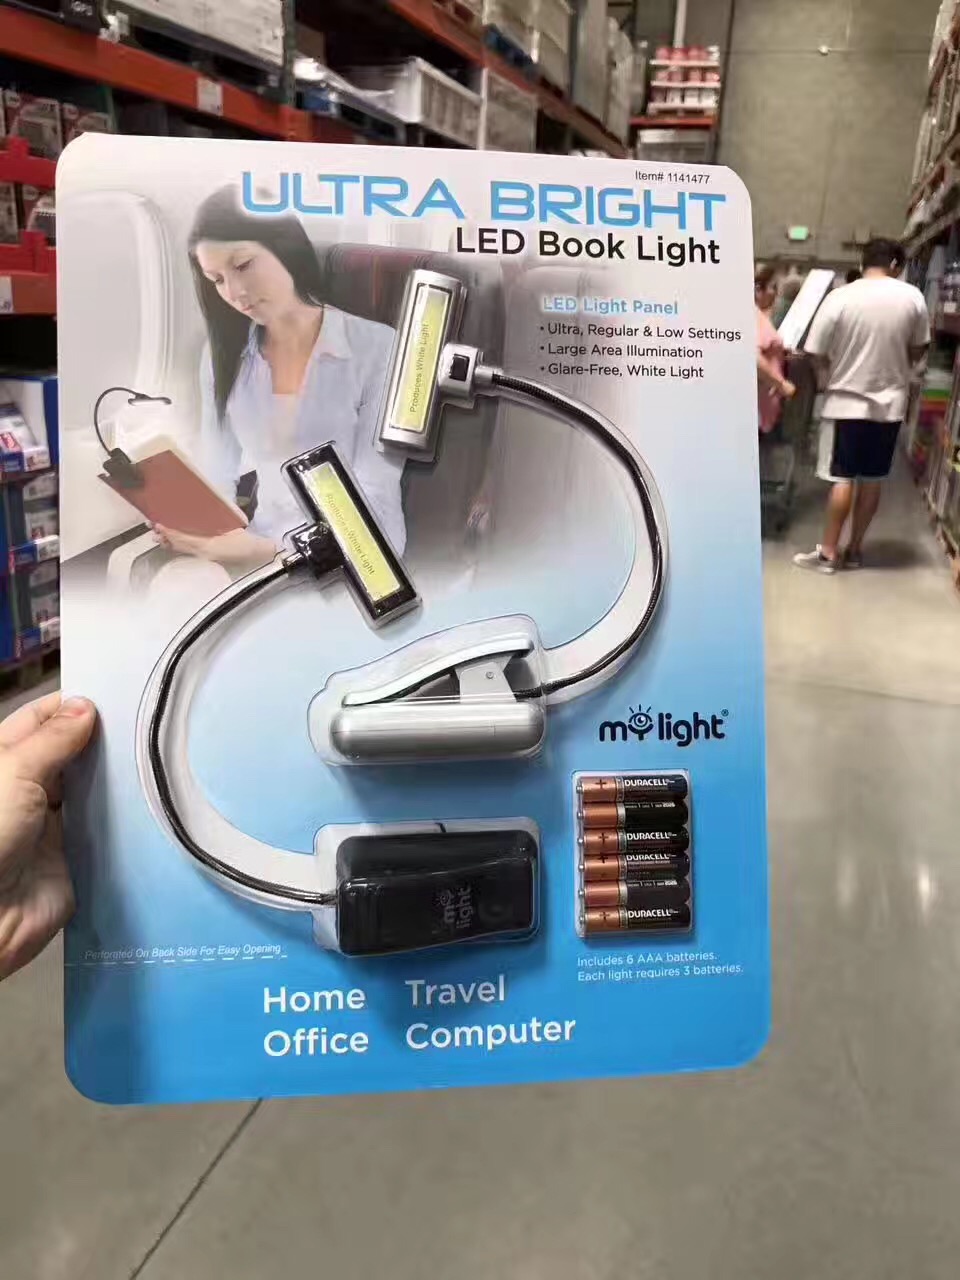 Item# 1141477
ULTRA BRIGHT
LED Book Light
LED Light Panel
• Ultra, Regular & Low Settings
• Large Area Illumination
• Glare-Free, White Light
Produces White Light
Produces White Light
mylight®
DURACELL
DURACELL
DURACELL
DURACELL
my light
Perforated On Back Side For Easy Opening
Includes 6 AAA batteries.
Each light requires 3 batteries.
Home Travel
Office Computer